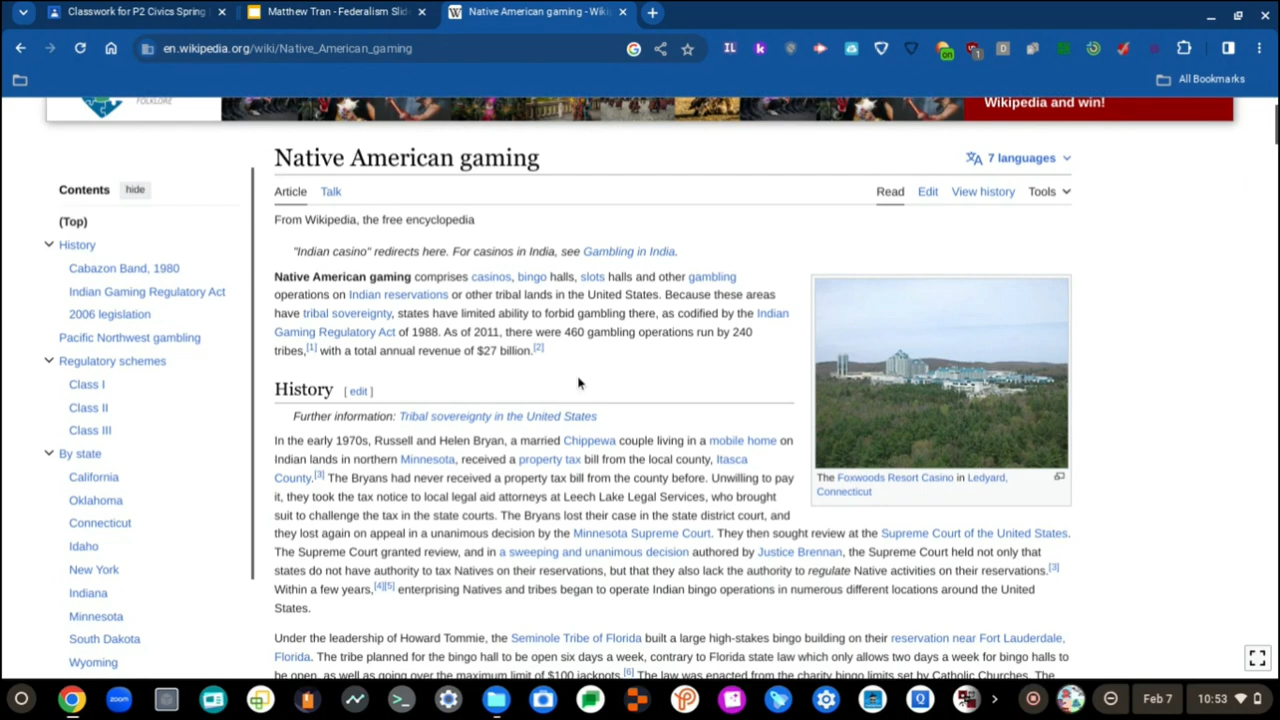 Classwork for P2 Civics Spring
Matthew Tran - Federalism Slid
Native American gaming - Wiki
en.wikipedia.org/wiki/Native_American_gaming
IL
k
on
1
D
All Bookmarks
FOLKLORE
Wikipedia and win!
Native American gaming
7 languages
Contents hide
Article Talk
Read Edit View history Tools
(Top)
From Wikipedia, the free encyclopedia
History
"Indian casino" redirects here. For casinos in India, see Gambling in India.
Cabazon Band, 1980
Indian Gaming Regulatory Act
2006 legislation
Pacific Northwest gambling
Regulatory schemes
Class I
Class II
Class III
By state
California
Oklahoma
Connecticut
Idaho
New York
Indiana
Minnesota
South Dakota
Wyoming
Native American gaming comprises casinos, bingo halls, slots halls and other gambling
operations on Indian reservations or other tribal lands in the United States. Because these areas
have tribal sovereignty, states have limited ability to forbid gambling there, as codified by the Indian
Gaming Regulatory Act of 1988. As of 2011, there were 460 gambling operations run by 240
tribes,[1] with a total annual revenue of $27 billion.[2]
The Foxwoods Resort Casino in Ledyard,
Connecticut
History [ edit ]
Further information: Tribal sovereignty in the United States
In the early 1970s, Russell and Helen Bryan, a married Chippewa couple living in a mobile home on
Indian lands in northern Minnesota, received a property tax bill from the local county, Itasca
County.[3] The Bryans had never received a property tax bill from the county before. Unwilling to pay
it, they took the tax notice to local legal aid attorneys at Leech Lake Legal Services, who brought
suit to challenge the tax in the state courts. The Bryans lost their case in the state district court, and
they lost again on appeal in a unanimous decision by the Minnesota Supreme Court. They then sought review at the Supreme Court of the United States.
The Supreme Court granted review, and in a sweeping and unanimous decision authored by Justice Brennan, the Supreme Court held not only that
states do not have authority to tax Natives on their reservations, but that they also lack the authority to regulate Native activities on their reservations.[3]
Within a few years,[4][5] enterprising Natives and tribes began to operate Indian bingo operations in numerous different locations around the United
States.
Under the leadership of Howard Tommie, the Seminole Tribe of Florida built a large high-stakes bingo building on their reservation near Fort Lauderdale,
Florida. The tribe planned for the bingo hall to be open six days a week, contrary to Florida state law which only allows two days a week for bingo halls to
be open, as well as going over the maximum limit of $100 jackpots.[6] The law was enacted from the charity bingo limits set by Catholic Churches. The
zoom
Feb 7
10:53